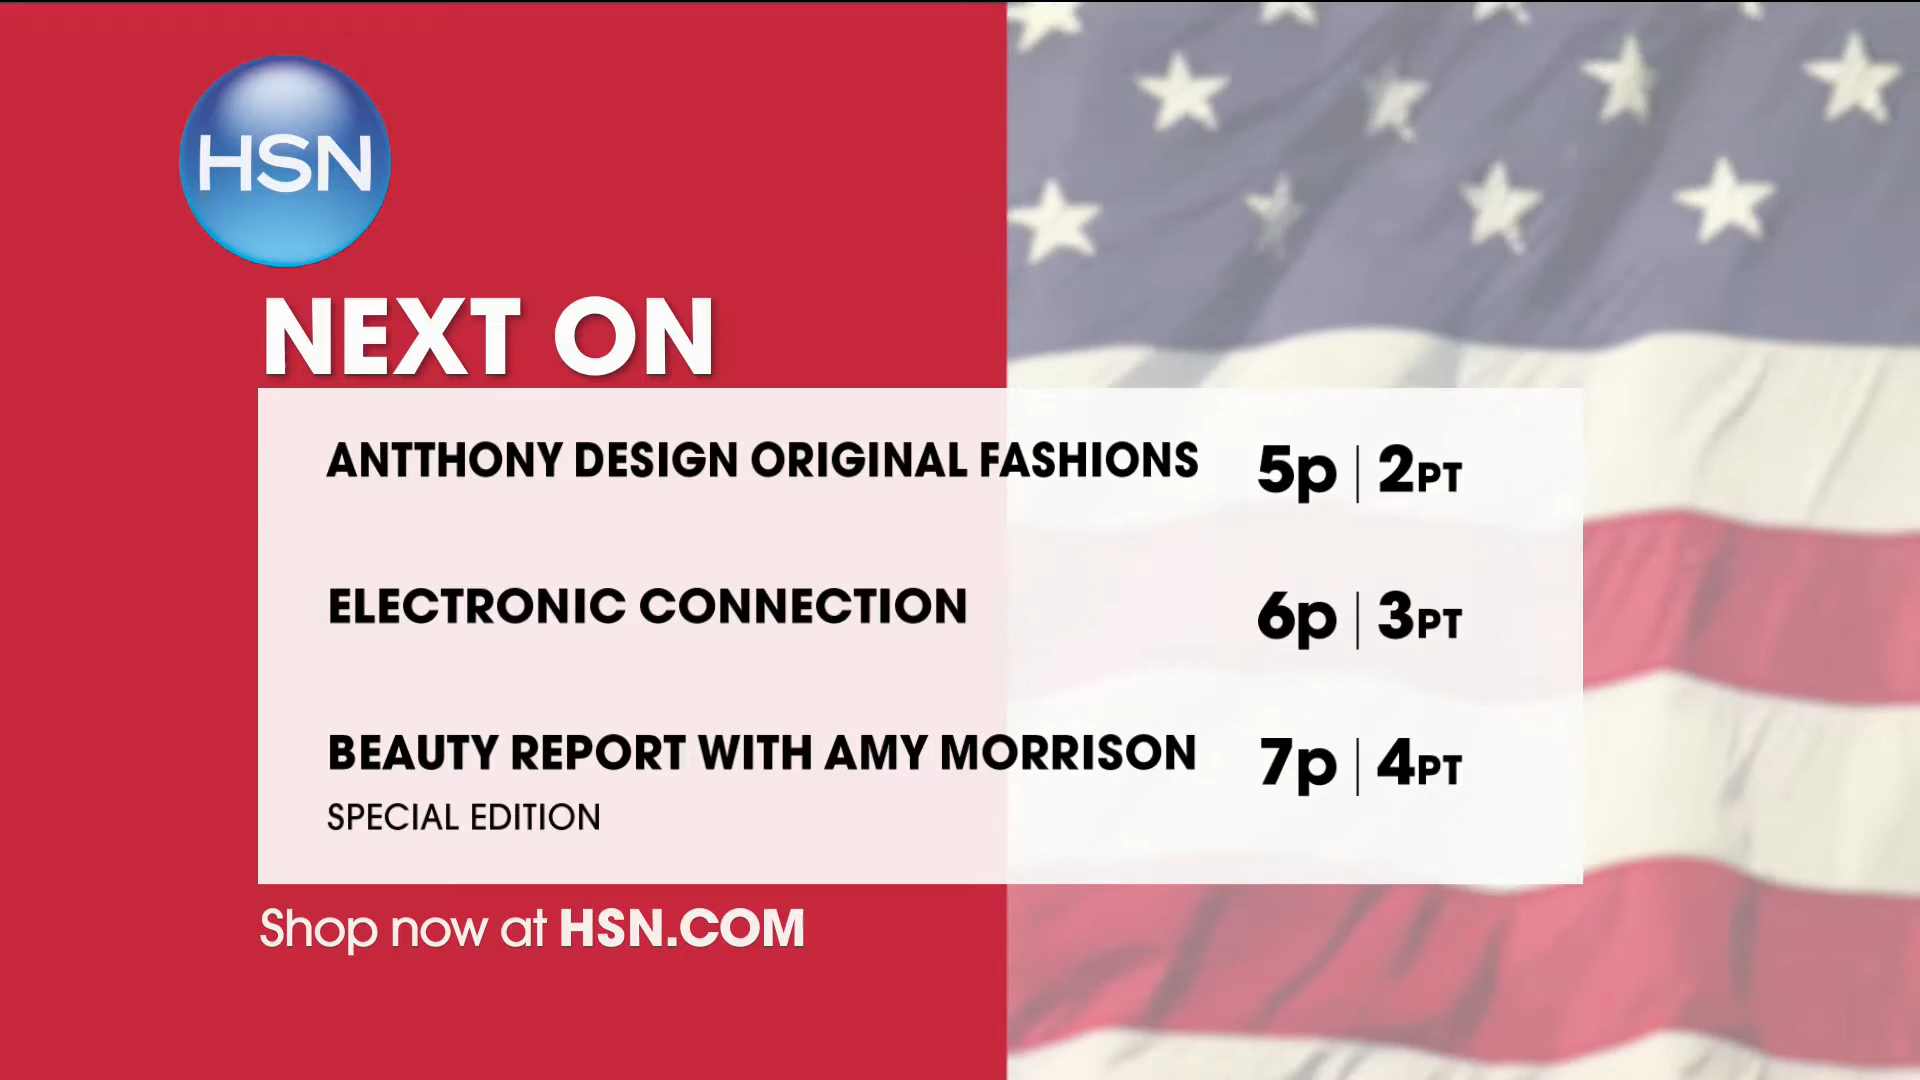 HSN
NEXT ON
ANTTHONY DESIGN ORIGINAL FASHIONS 5p | 2PT
ELECTRONIC CONNECTION 6p | 3PT
BEAUTY REPORT WITH AMY MORRISON 7p | 4PT
SPECIAL EDITION
Shop now at HSN.COM